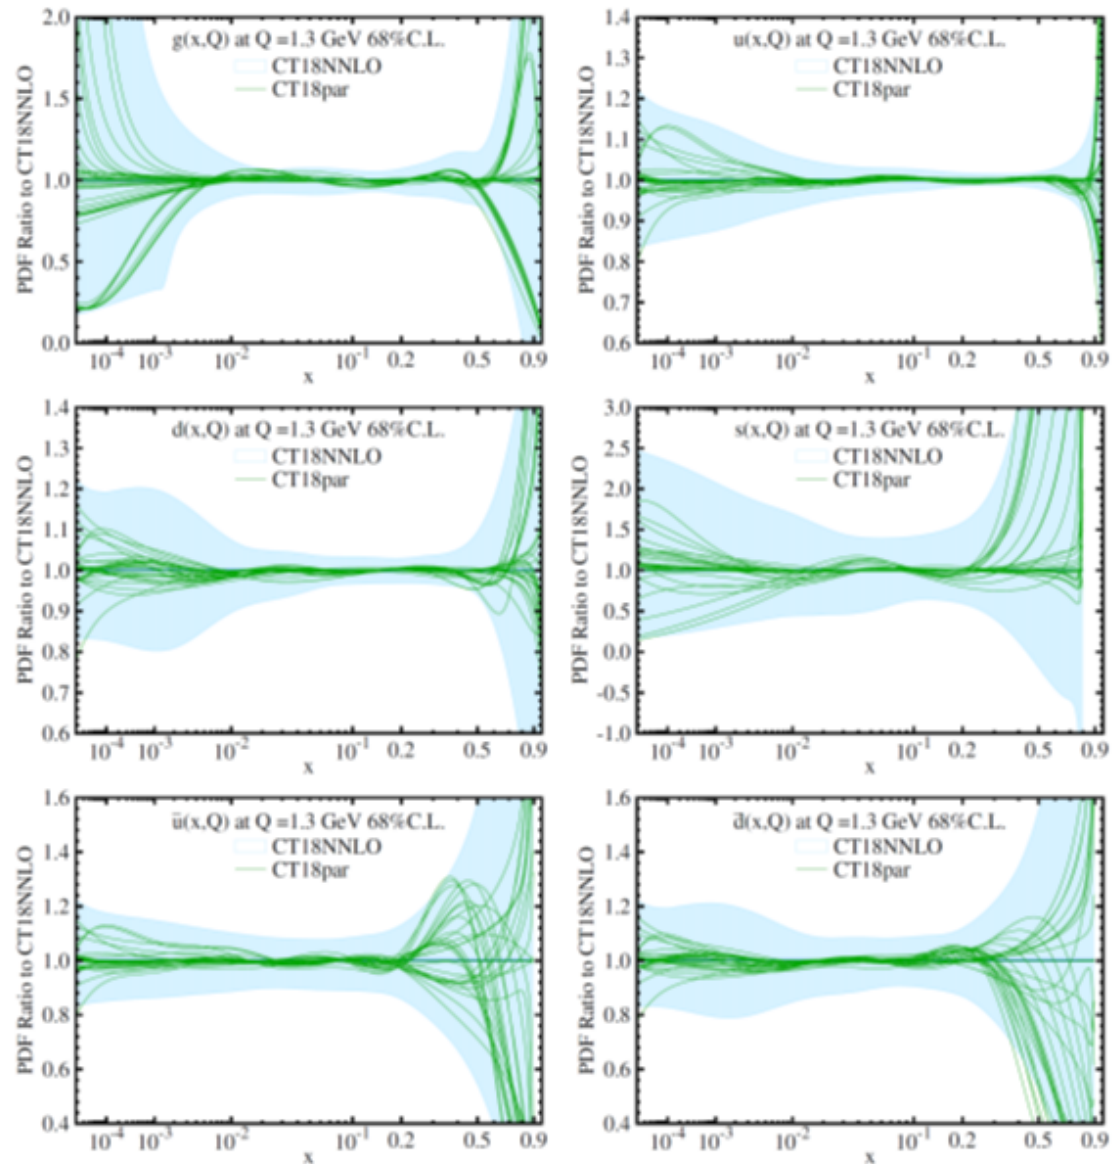 g(x,Q) at Q =1.3 GeV 68%C.L.
CT18NNLO
CT18par
PDF Ratio to CT18NNLO
2.0
1.5
1.0
0.5
0.0
10-4 10-3 10-2 10-1 0.2 0.5 0.9
x
u(x,Q) at Q =1.3 GeV 68%C.L.
CT18NNLO
CT18par
PDF Ratio to CT18NNLO
1.4
1.3
1.2
1.1
1.0
0.9
0.8
0.7
0.6
10-4 10-3 10-2 10-1 0.2 0.5 0.9
x
d(x,Q) at Q =1.3 GeV 68%C.L.
CT18NNLO
CT18par
PDF Ratio to CT18NNLO
1.4
1.3
1.2
1.1
1.0
0.9
0.8
0.7
0.6
10-4 10-3 10-2 10-1 0.2 0.5 0.9
x
s(x,Q) at Q =1.3 GeV 68%C.L.
CT18NNLO
CT18par
PDF Ratio to CT18NNLO
3.0
2.5
2.0
1.5
1.0
0.5
0.0
-0.5
-1.0
10-4 10-3 10-2 10-1 0.2 0.5 0.9
x
ū(x,Q) at Q =1.3 GeV 68%C.L.
CT18NNLO
CT18par
PDF Ratio to CT18NNLO
1.6
1.4
1.2
1.0
0.8
0.6
0.4
10-4 10-3 10-2 10-1 0.2 0.5 0.9
x
d̄(x,Q) at Q =1.3 GeV 68%C.L.
CT18NNLO
CT18par
PDF Ratio to CT18NNLO
1.6
1.4
1.2
1.0
0.8
0.6
0.4
10-4 10-3 10-2 10-1 0.2 0.5 0.9
x